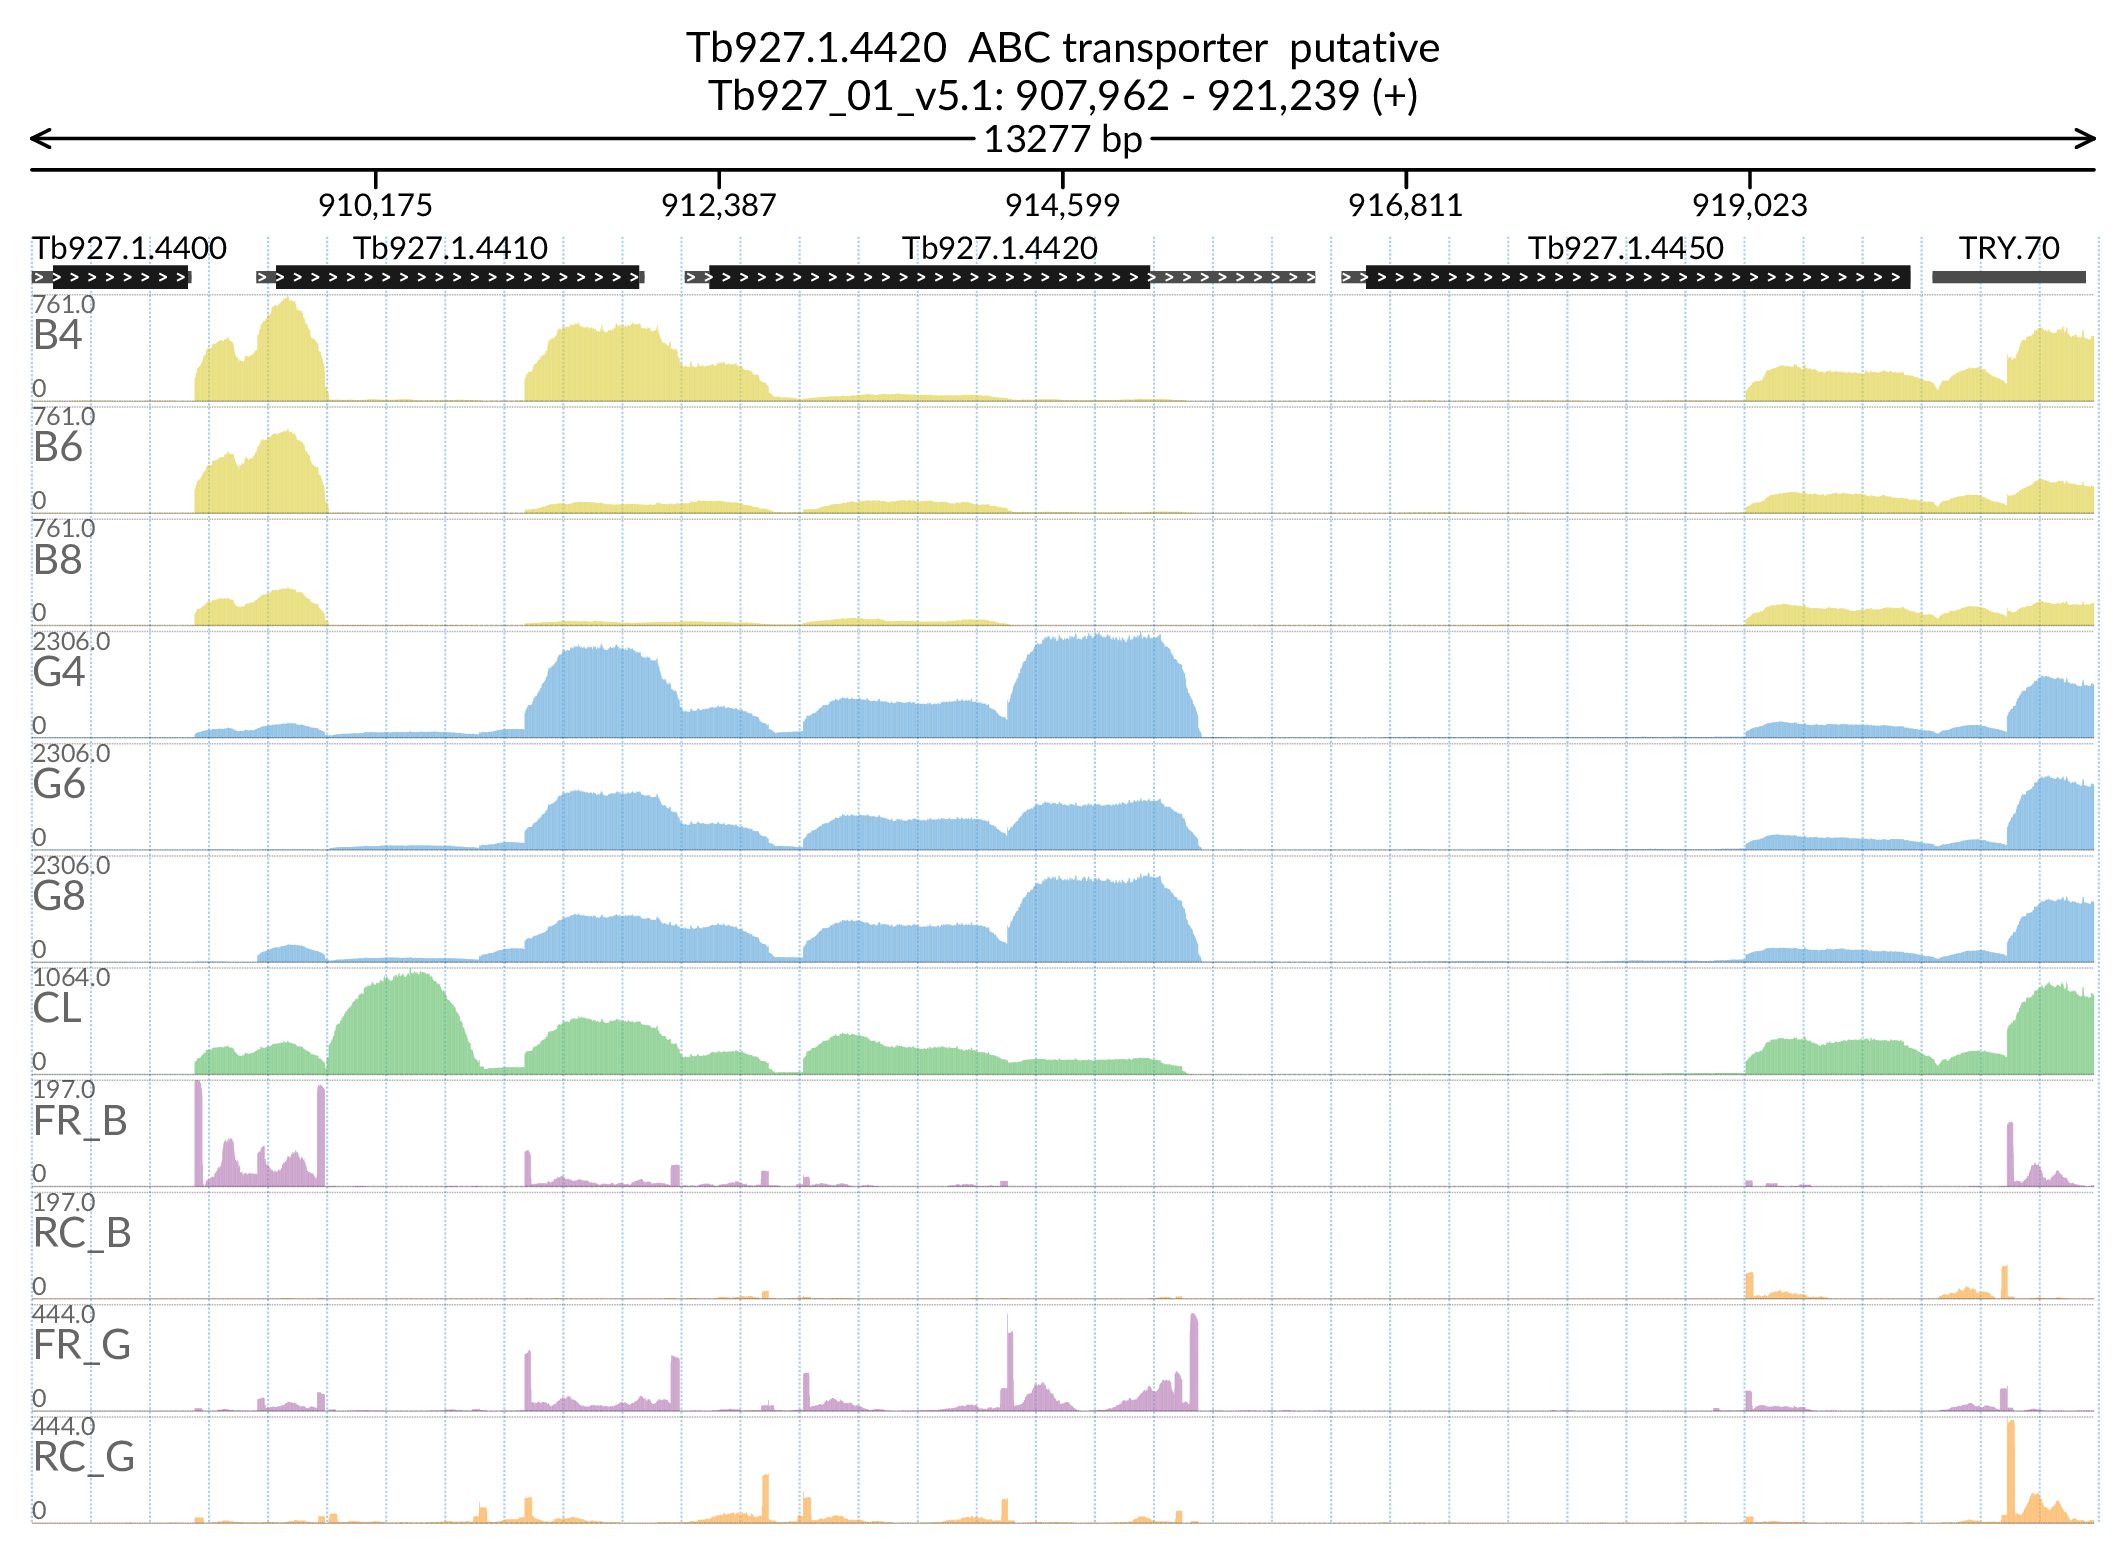 Tb927.1.4420 ABC transporter putative
Tb927_01_v5.1: 907,962 - 921,239 (+)
13277 bp
910,175 912,387 914,599 916,811 919,023
Tb927.1.4400 Tb927.1.4410 Tb927.1.4420 Tb927.1.4450 TRY.70
761.0
B4
0
761.0
B6
0
761.0
B8
0
2306.0
G4
0
2306.0
G6
0
2306.0
G8
0
1064.0
CL
0
197.0
FR_B
0
197.0
RC_B
0
444.0
FR_G
0
444.0
RC_G
0